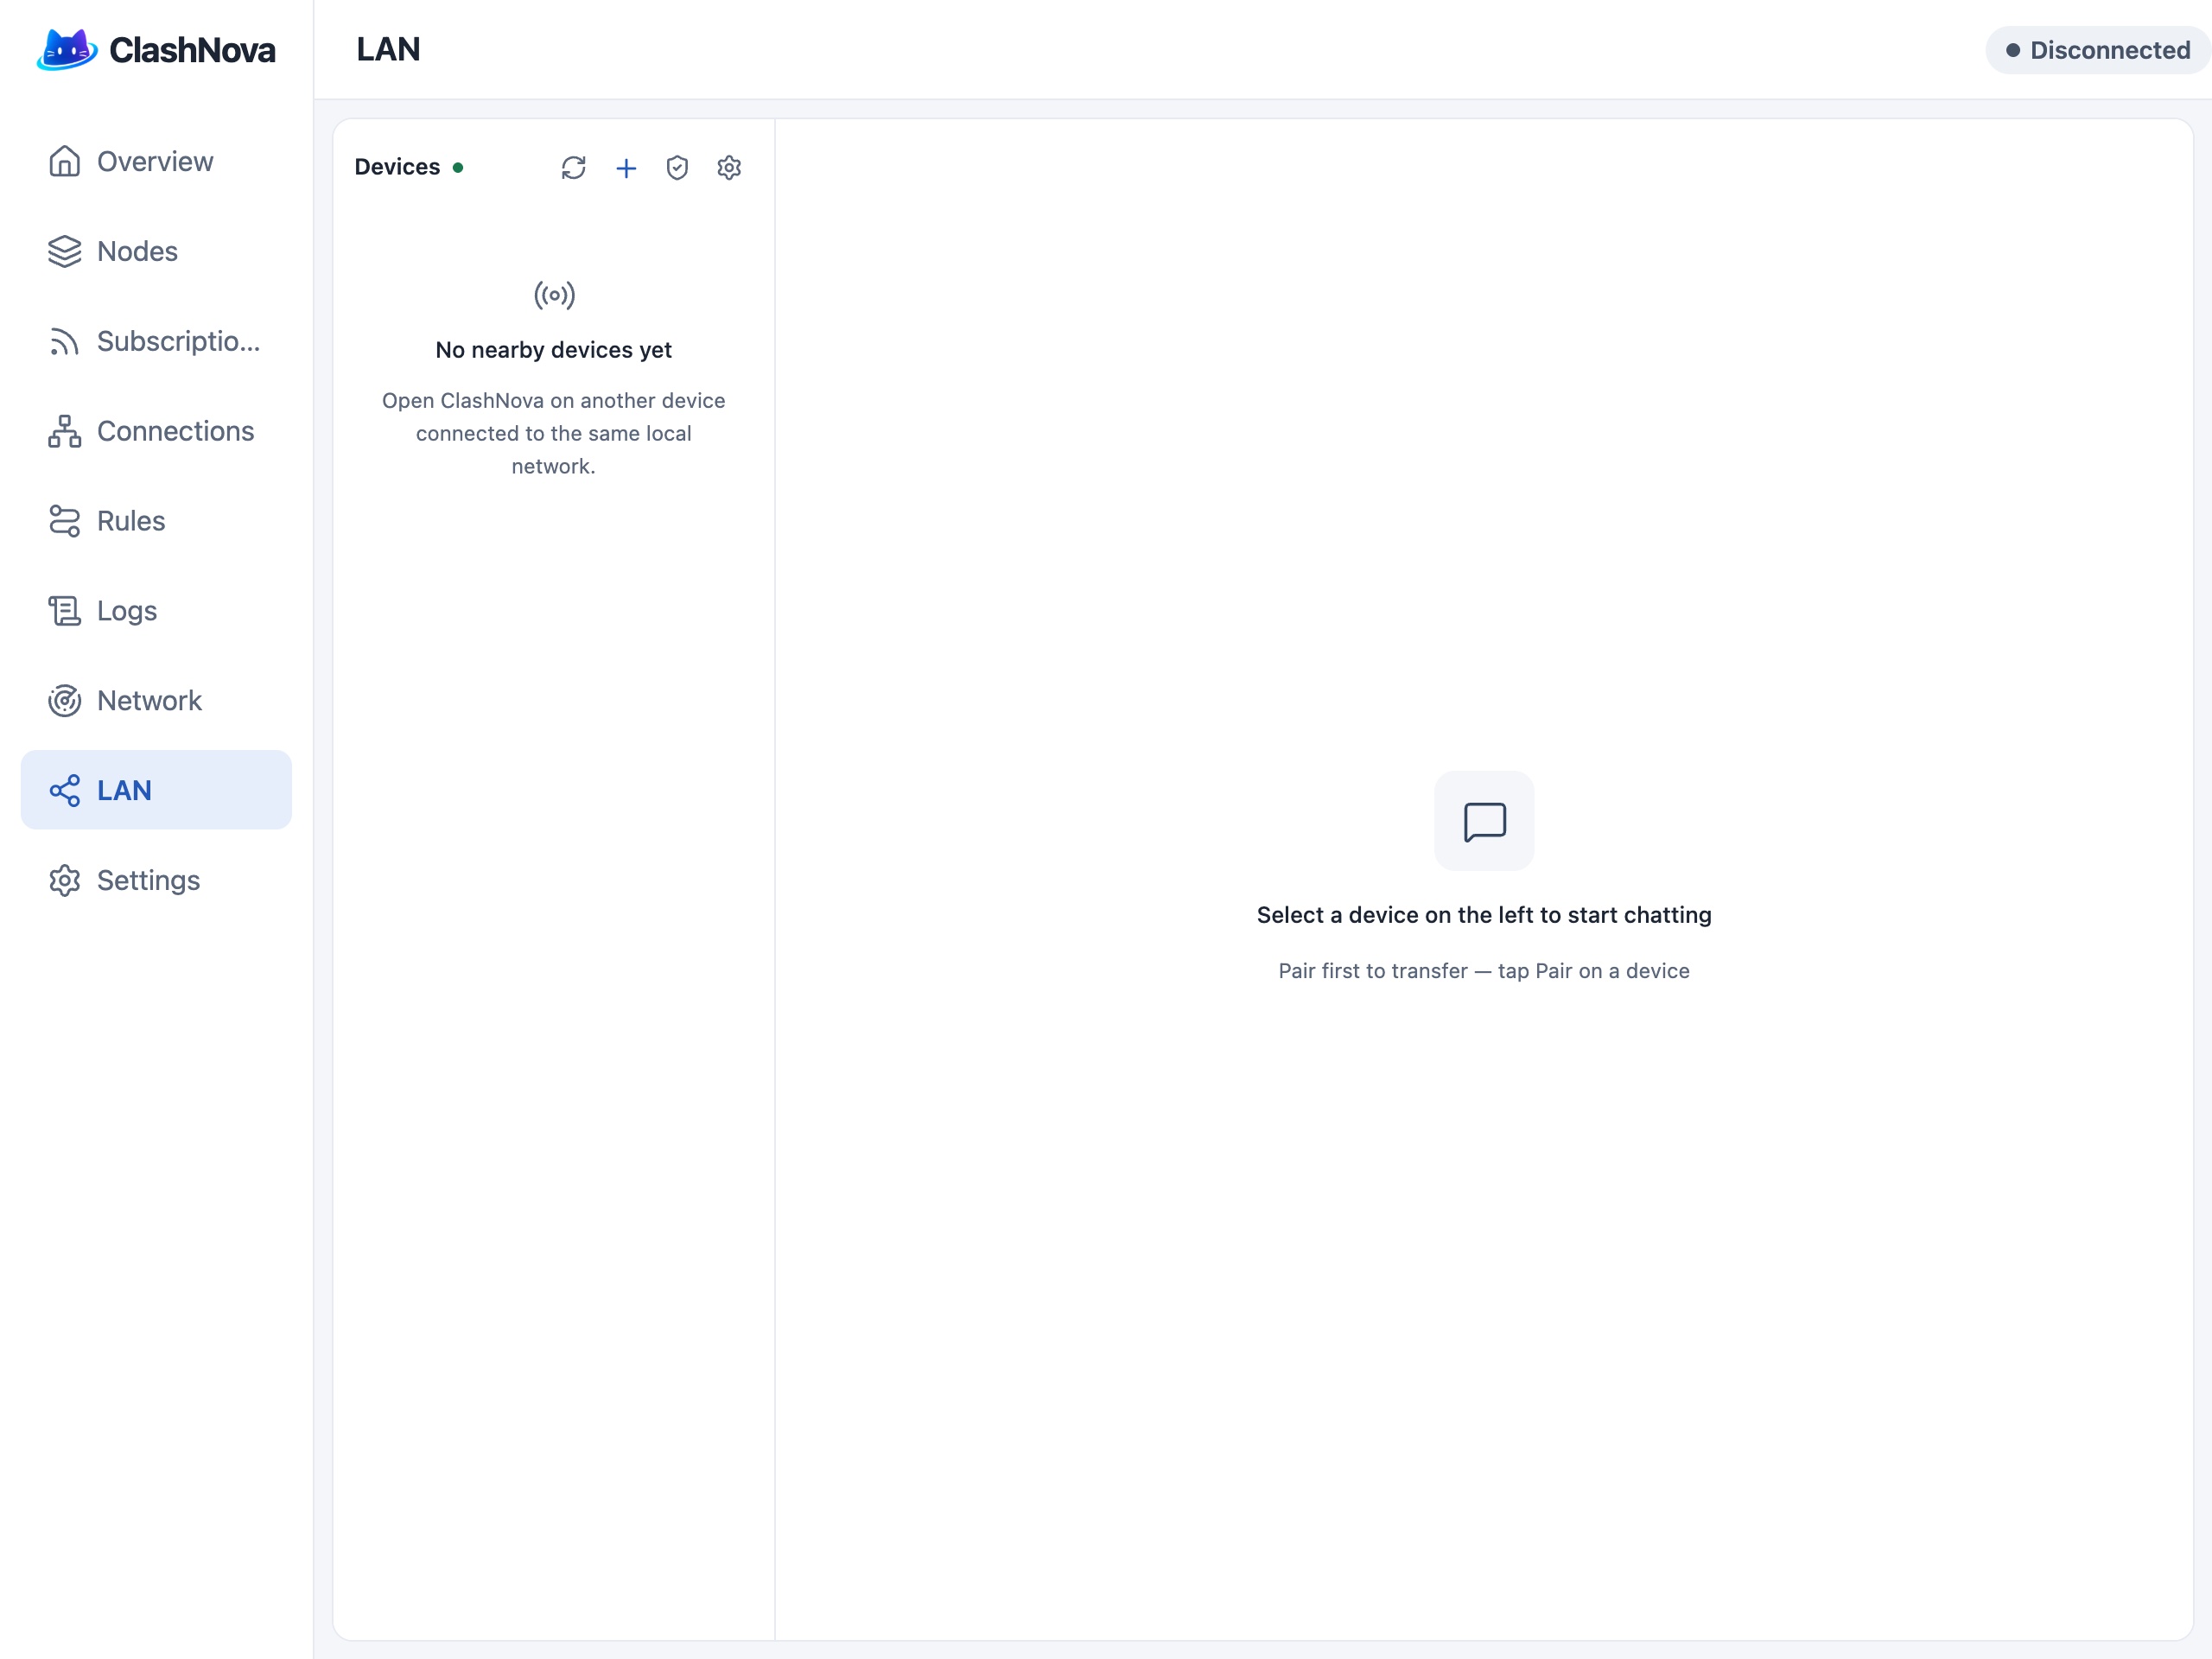 ClashNova
LAN
Disconnected
Overview
Nodes
Subscriptio...
Connections
Rules
Logs
Network
LAN
Settings
Devices
No nearby devices yet
Open ClashNova on another device
connected to the same local
network.
Select a device on the left to start chatting
Pair first to transfer — tap Pair on a device